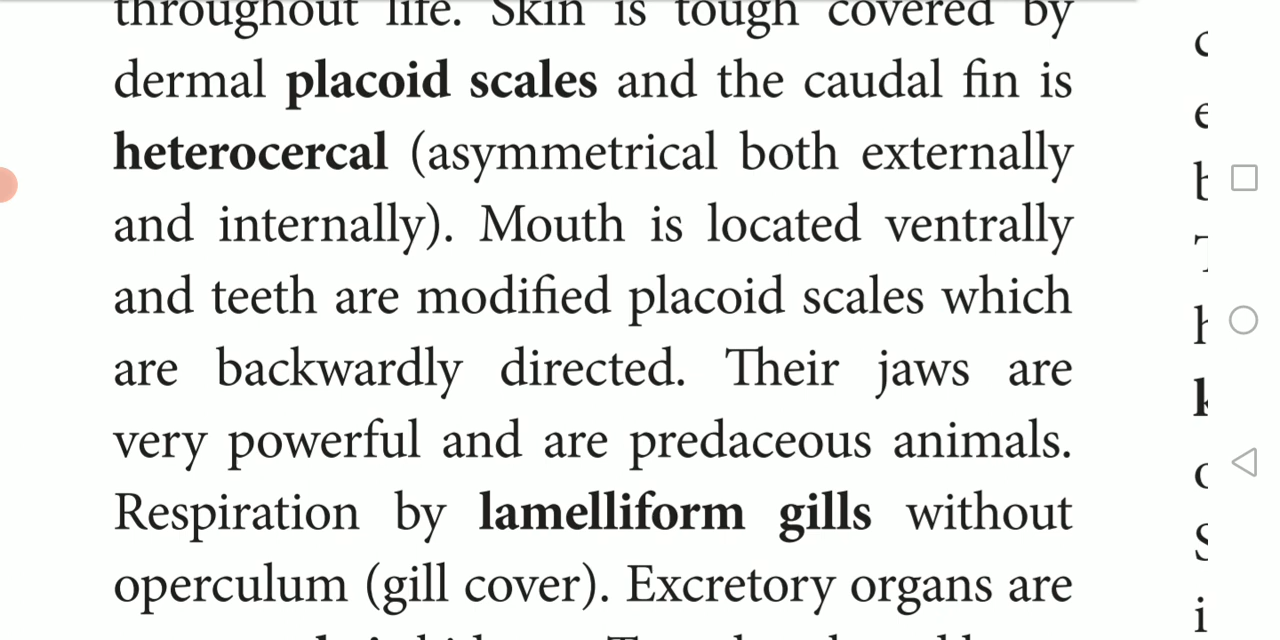 throughout life. Skin is tough covered by
dermal placoid scales and the caudal fin is
heterocercal (asymmetrical both externally
and internally). Mouth is located ventrally
and teeth are modified placoid scales which
are backwardly directed. Their jaws are
very powerful and are predaceous animals.
Respiration by lamelliform gills without
operculum (gill cover). Excretory organs are